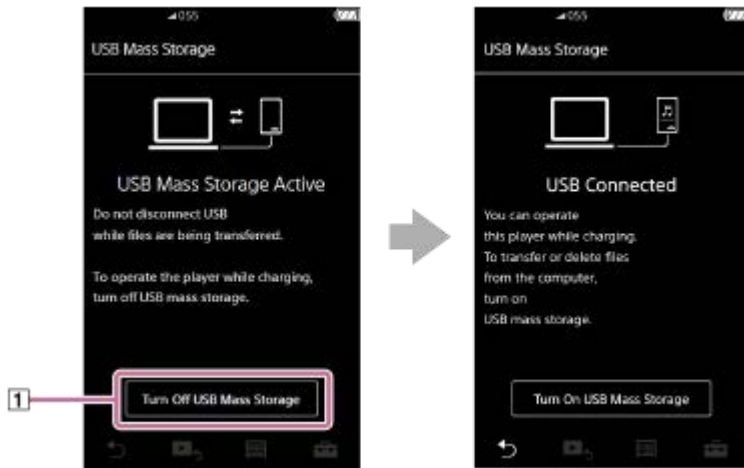 055
USB Mass Storage
USB Mass Storage Active
Do not disconnect USB
while files are being transferred.
To operate the player while charging,
turn off USB mass storage.
1
Turn Off USB Mass Storage
055
USB Mass Storage
USB Connected
You can operate
this player while charging.
To transfer or delete files
from the computer,
turn on
USB mass storage.
Turn On USB Mass Storage